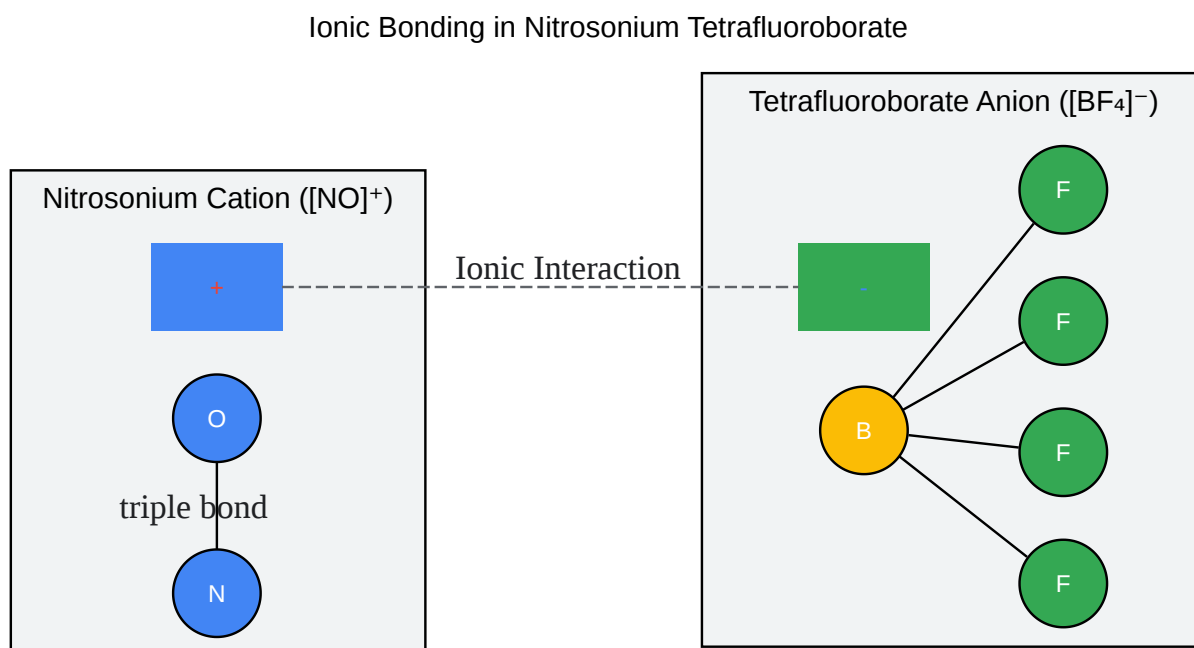 Ionic Bonding in Nitrosonium Tetrafluoroborate
Nitrosonium Cation ([NO]⁺)
+
O
triple bond
N
Ionic Interaction
Tetrafluoroborate Anion ([BF₄]⁻)
-
B
F
F
F
F